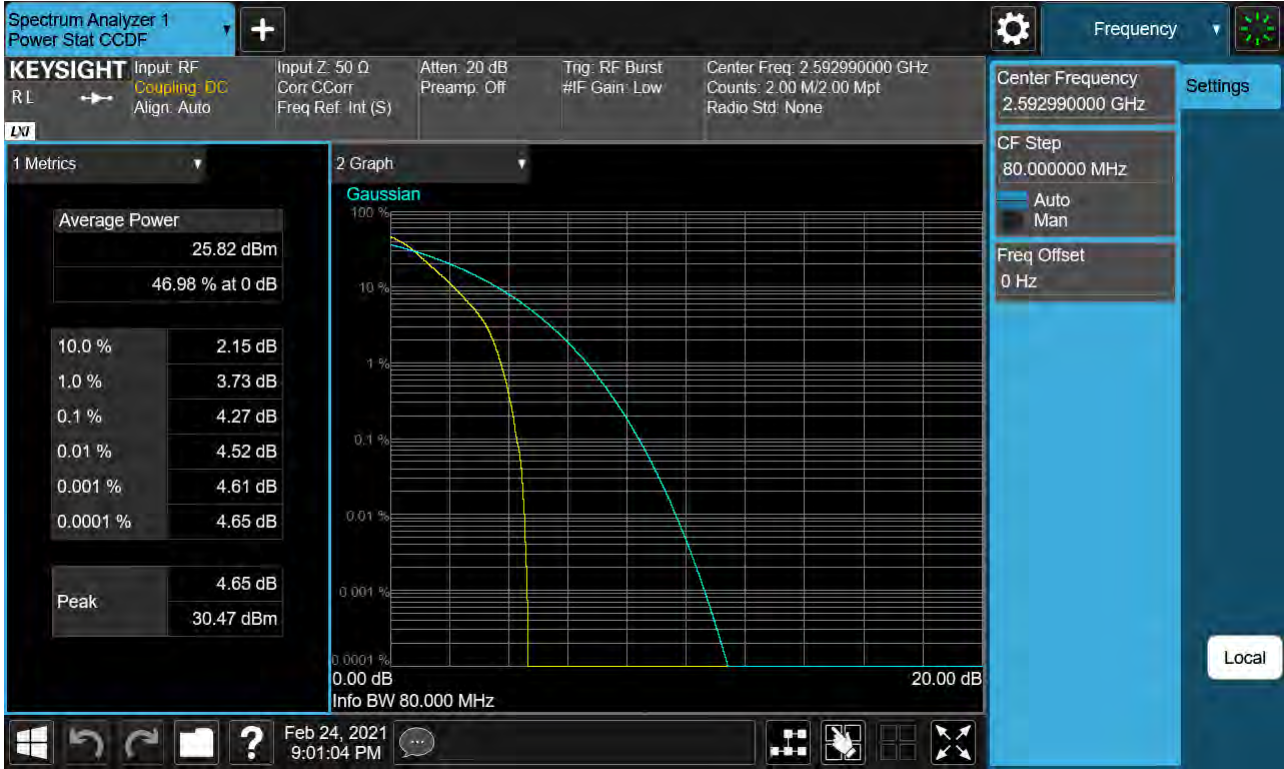 Spectrum Analyzer 1
Power Stat CCDF
Frequency
KEYSIGHT
RL
LXI
Input: RF
Coupling: DC
Align: Auto
Input Z: 50 Ω
Corr CCorr
Freq Ref: Int (S)
Atten: 20 dB
Preamp: Off
Trig: RF Burst
#IF Gain: Low
Center Freq: 2.592990000 GHz
Counts: 2.00 M/2.00 Mpt
Radio Std: None
Center Frequency
2.592990000 GHz
Settings
CF Step
80.000000 MHz
Auto
Man
Freq Offset
0 Hz
1 Metrics
Average Power
25.82 dBm
46.98 % at 0 dB
10.0 % 2.15 dB
1.0 % 3.73 dB
0.1 % 4.27 dB
0.01 % 4.52 dB
0.001 % 4.61 dB
0.0001 % 4.65 dB
Peak
4.65 dB
30.47 dBm
2 Graph
Gaussian
100 %
10 %
1 %
0.1 %
0.01 %
0.001 %
0.0001 %
0.00 dB 20.00 dB
Info BW 80.000 MHz
Local
?
Feb 24, 2021
9:01:04 PM